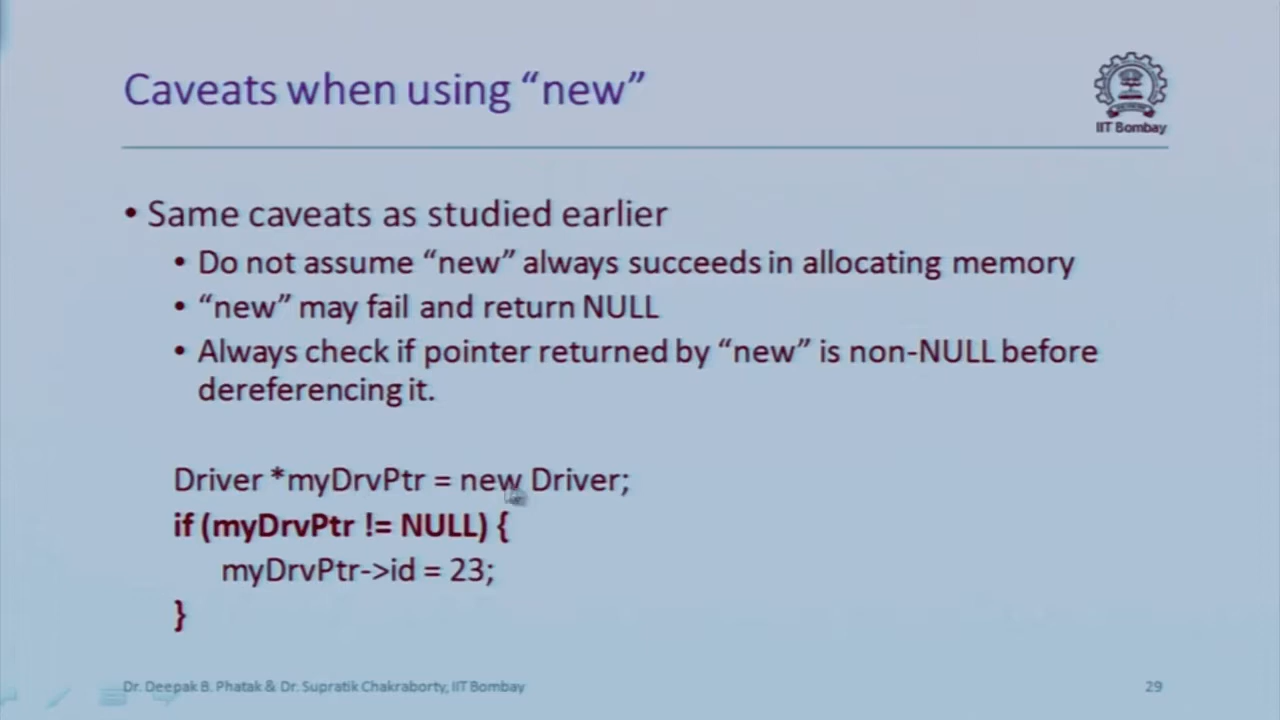 Caveats when using “new”
IIT Bombay
• Same caveats as studied earlier
• Do not assume “new” always succeeds in allocating memory
• “new” may fail and return NULL
• Always check if pointer returned by “new” is non-NULL before
dereferencing it.
Driver *myDrvPtr = new Driver;
if (myDrvPtr != NULL) {
myDrvPtr->id = 23;
}
Dr. Deepak B. Phatak & Dr. Supratik Chakraborty, IIT Bombay
29